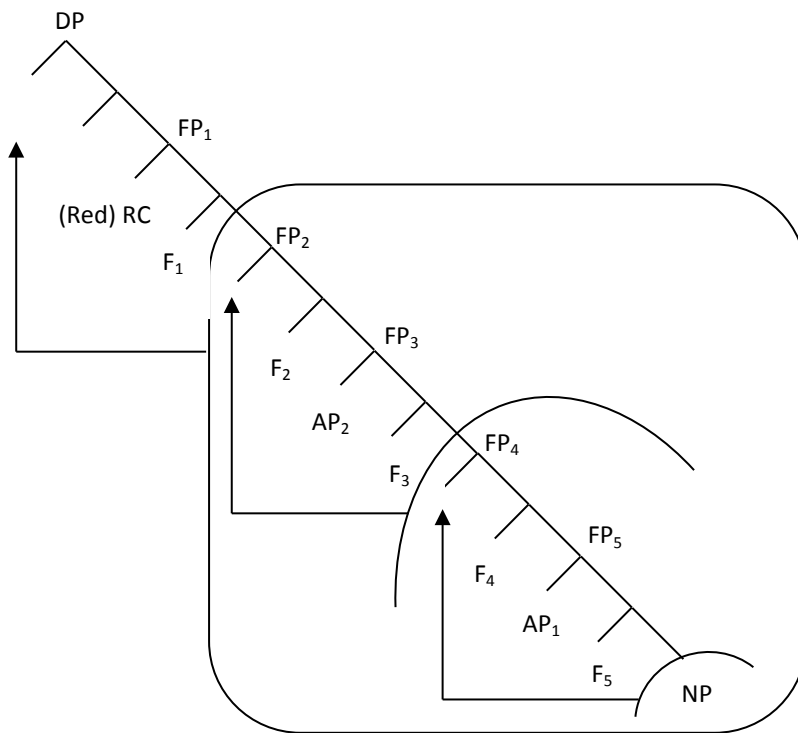 DP
FP₁
(Red) RC
F₁
FP₂
F₂
FP₃
AP₂
F₃
FP₄
F₄
FP₅
AP₁
F₅
NP